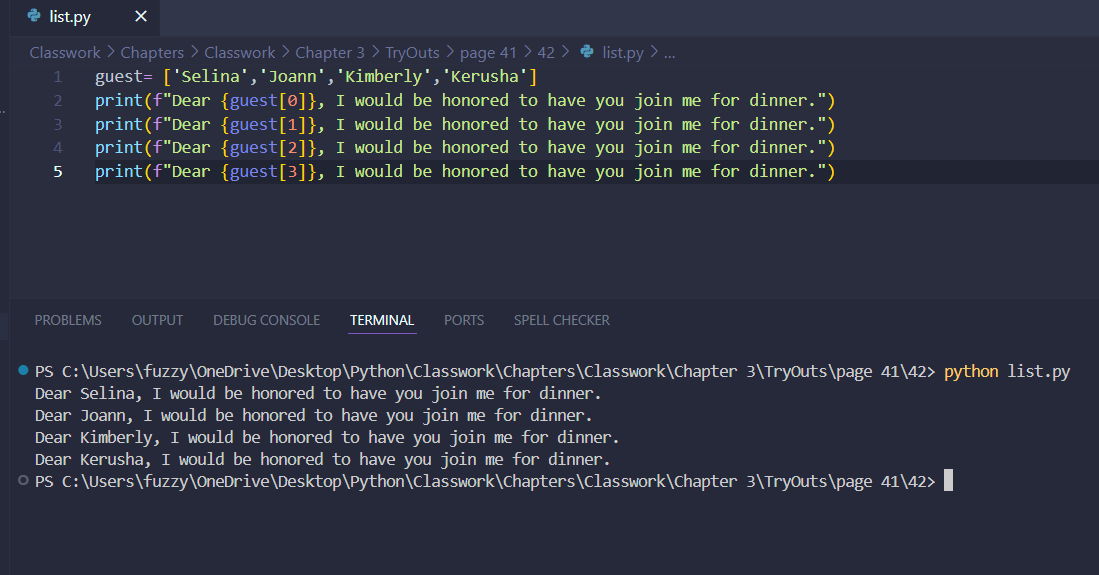 list.py
Classwork > Chapters > Classwork > Chapter 3 > TryOuts > page 41 > 42 > list.py > ...
1 guest= ['Selina','Joann','Kimberly','Kerusha']
2 print(f"Dear {guest[0]}, I would be honored to have you join me for dinner.")
3 print(f"Dear {guest[1]}, I would be honored to have you join me for dinner.")
4 print(f"Dear {guest[2]}, I would be honored to have you join me for dinner.")
5 print(f"Dear {guest[3]}, I would be honored to have you join me for dinner.")
PROBLEMS OUTPUT DEBUG CONSOLE TERMINAL PORTS SPELL CHECKER
PS C:\Users\fuzzy\OneDrive\Desktop\Python\Classwork\Chapters\Classwork\Chapter 3\TryOuts\page 41\42> python list.py
Dear Selina, I would be honored to have you join me for dinner.
Dear Joann, I would be honored to have you join me for dinner.
Dear Kimberly, I would be honored to have you join me for dinner.
Dear Kerusha, I would be honored to have you join me for dinner.
PS C:\Users\fuzzy\OneDrive\Desktop\Python\Classwork\Chapters\Classwork\Chapter 3\TryOuts\page 41\42>